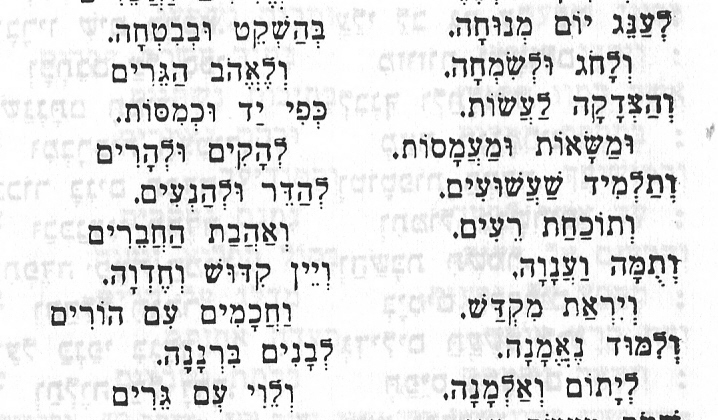 לְעַנֵּג יוֹם מְנוּחָה. בְּהַשְׁקֵט וּבְבִטְחָה.
וְלָחֹג וּלְשִׂמְחָה. וְלֶאֱהֹב הַגֵּרִים
וְהַצְּדָקָה לַעֲשׂוֹת. כְּפִי יַד וּכְמִסּוֹת.
וּמַשָּׂאוֹת וּמַעֲמָסוֹת. לְהָקִים וּלְהָרִים
וְתַלְמִיד שַׁעֲשׁוּעִים. לְהַדֵּר וּלְהַנְעִים.
וְתוֹכַחַת רֵעִים. וְאַהֲבַת הַחֲבֵרִים
וְתֻמָּה וַעֲנָוָה. וְיֵין קִדּוּשׁ וְחֶדְוָה.
וְיִרְאַת מִקְדַּשׁ. וַחֲכָמִים עִם הוֹרִים
וְלִמּוּד נֶאֱמָנָה. לְבָנִים בִּרְנָנָה.
לְיָתוֹם וְאַלְמָנָה. וְלֵוִי עִם גֵּרִים